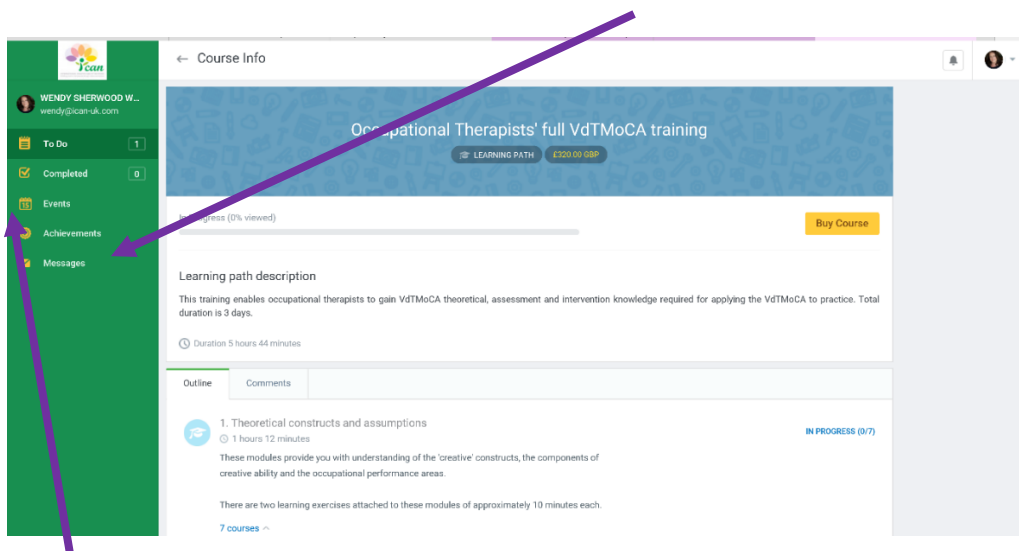 ican
← Course Info
WENDY SHERWOOD W...
wendy@ican-uk.com
To Do 1
Completed 0
Events
Achievements
Messages
Occupational Therapists' full VdTMoCA training
LEARNING PATH £320.00 GBP
In progress (0% viewed)
Buy Course
Learning path description
This training enables occupational therapists to gain VdTMoCA theoretical, assessment and intervention knowledge required for applying the VdTMoCA to practice. Total
duration is 3 days.
Duration 5 hours 44 minutes
Outline Comments
1. Theoretical constructs and assumptions
1 hours 12 minutes
IN PROGRESS (0/7)
These modules provide you with understanding of the 'creative' constructs, the components of
creative ability and the occupational performance areas.
There are two learning exercises attached to these modules of approximately 10 minutes each.
7 courses